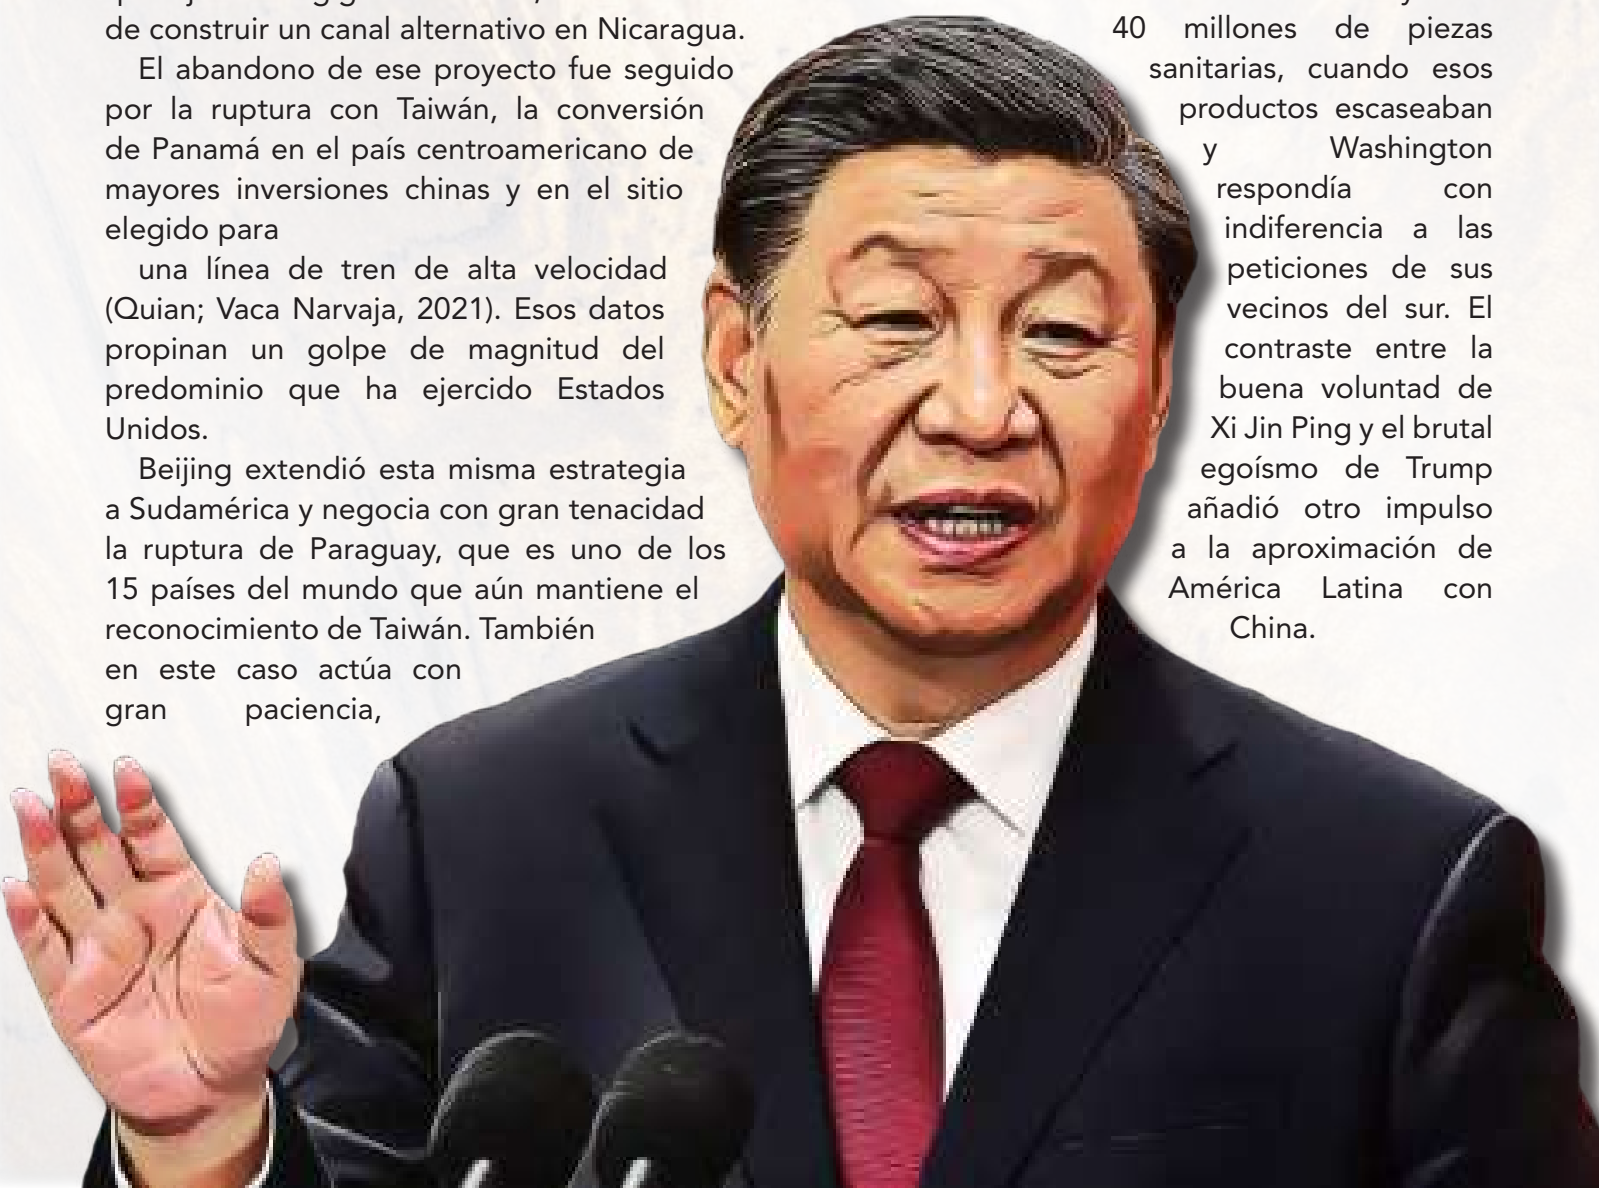 de construir un canal alternativo en Nicaragua.
El abandono de ese proyecto fue seguido
por la ruptura con Taiwán, la conversión
de Panamá en el país centroamericano de
mayores inversiones chinas y en el sitio
elegido para
una línea de tren de alta velocidad
(Quian; Vaca Narvaja, 2021). Esos datos
propinan un golpe de magnitud del
predominio que ha ejercido Estados
Unidos.
Beijing extendió esta misma estrategia
a Sudamérica y negocia con gran tenacidad
la ruptura de Paraguay, que es uno de los
15 países del mundo que aún mantiene el
reconocimiento de Taiwán. También
en este caso actúa con
gran paciencia,
40 millones de piezas
sanitarias, cuando esos
productos escaseaban
y Washington
respondía con
indiferencia a las
peticiones de sus
vecinos del sur. El
contraste entre la
buena voluntad de
Xi Jin Ping y el brutal
egoísmo de Trump
añadió otro impulso
a la aproximación de
América Latina con
China.